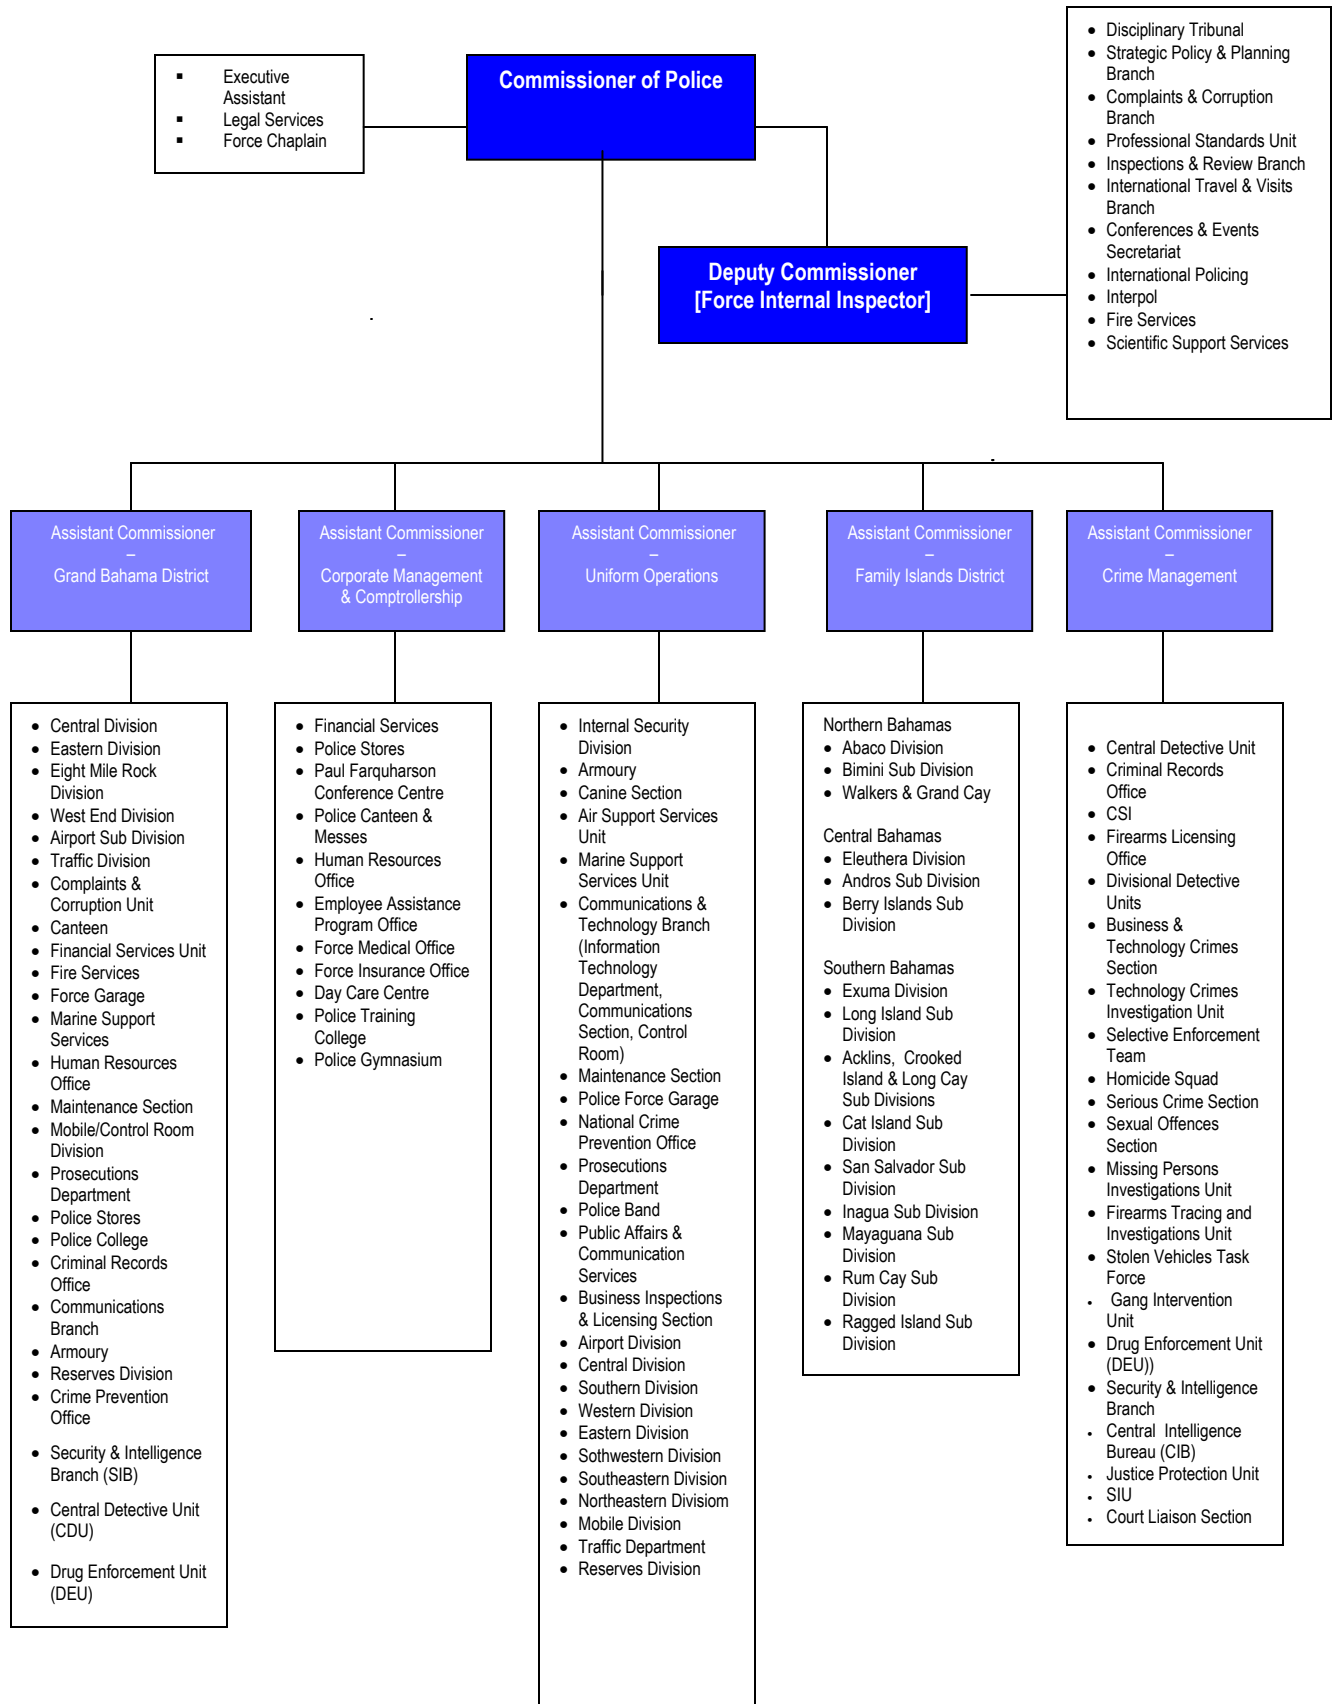 ▪ Executive
Assistant
▪ Legal Services
▪ Force Chaplain
Commissioner of Police
• Disciplinary Tribunal
• Strategic Policy & Planning
Branch
• Complaints & Corruption
Branch
• Professional Standards Unit
• Inspections & Review Branch
• International Travel & Visits
Branch
• Conferences & Events
Secretariat
• International Policing
• Interpol
• Fire Services
• Scientific Support Services
Deputy Commissioner
[Force Internal Inspector]
Assistant Commissioner
–
Grand Bahama District
Assistant Commissioner
–
Corporate Management
& Comptrollership
Assistant Commissioner
–
Uniform Operations
Assistant Commissioner
–
Family Islands District
Assistant Commissioner
–
Crime Management
• Central Division
• Eastern Division
• Eight Mile Rock
Division
• West End Division
• Airport Sub Division
• Traffic Division
• Complaints &
Corruption Unit
• Canteen
• Financial Services Unit
• Fire Services
• Force Garage
• Marine Support
Services
• Human Resources
Office
• Maintenance Section
• Mobile/Control Room
Division
• Prosecutions
Department
• Police Stores
• Police College
• Criminal Records
Office
• Communications
Branch
• Armoury
• Reserves Division
• Crime Prevention
Office
• Security & Intelligence
Branch (SIB)
• Central Detective Unit
(CDU)
• Drug Enforcement Unit
(DEU)
• Financial Services
• Police Stores
• Paul Farquharson
Conference Centre
• Police Canteen &
Messes
• Human Resources
Office
• Employee Assistance
Program Office
• Force Medical Office
• Force Insurance Office
• Day Care Centre
• Police Training
College
• Police Gymnasium
• Internal Security
Division
• Armoury
• Canine Section
• Air Support Services
Unit
• Marine Support
Services Unit
• Communications &
Technology Branch
(Information
Technology
Department,
Communications
Section, Control
Room)
• Maintenance Section
• Police Force Garage
• National Crime
Prevention Office
• Prosecutions
Department
• Police Band
• Public Affairs &
Communication
Services
• Business Inspections
& Licensing Section
• Airport Division
• Central Division
• Southern Division
• Western Division
• Eastern Division
• Sothwestern Division
• Southeastern Division
• Northeastern Divisiom
• Mobile Division
• Traffic Department
• Reserves Division
Northern Bahamas
• Abaco Division
• Bimini Sub Division
• Walkers & Grand Cay
Central Bahamas
• Eleuthera Division
• Andros Sub Division
• Berry Islands Sub
Division
Southern Bahamas
• Exuma Division
• Long Island Sub
Division
• Acklins, Crooked
Island & Long Cay
Sub Divisions
• Cat Island Sub
Division
• San Salvador Sub
Division
• Inagua Sub Division
• Mayaguana Sub
Division
• Rum Cay Sub
Division
• Ragged Island Sub
Division
• Central Detective Unit
• Criminal Records
Office
• CSI
• Firearms Licensing
Office
• Divisional Detective
Units
• Business &
Technology Crimes
Section
• Technology Crimes
Investigation Unit
• Selective Enforcement
Team
• Homicide Squad
• Serious Crime Section
• Sexual Offences
Section
• Missing Persons
Investigations Unit
• Firearms Tracing and
Investigations Unit
• Stolen Vehicles Task
Force
• Gang Intervention
Unit
• Drug Enforcement Unit
(DEU))
• Security & Intelligence
Branch
• Central Intelligence
Bureau (CIB)
• Justice Protection Unit
• SIU
• Court Liaison Section